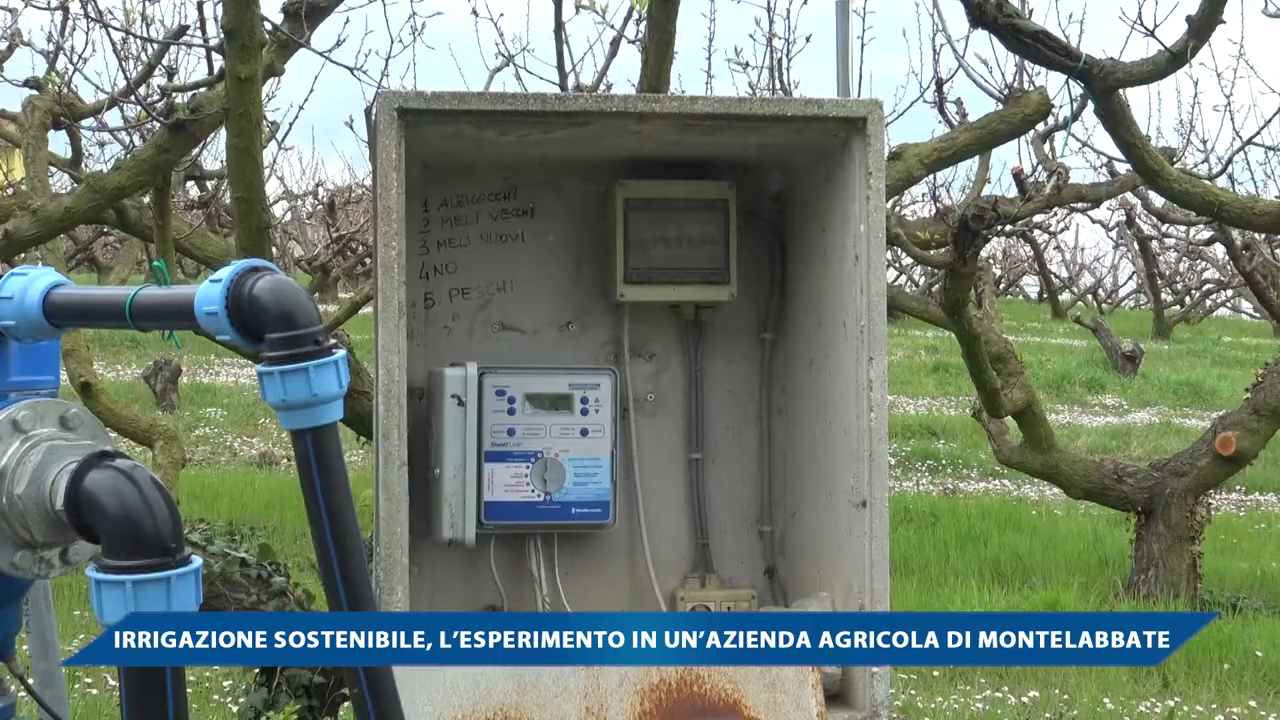 1 ALBICOCCHI
2 MELI VECCHI
3 MELI NUOVI
4 NO
5. PESCHI
IRRIGAZIONE SOSTENIBILE, L'ESPERIMENTO IN UN'AZIENDA AGRICOLA DI MONTELABBATE